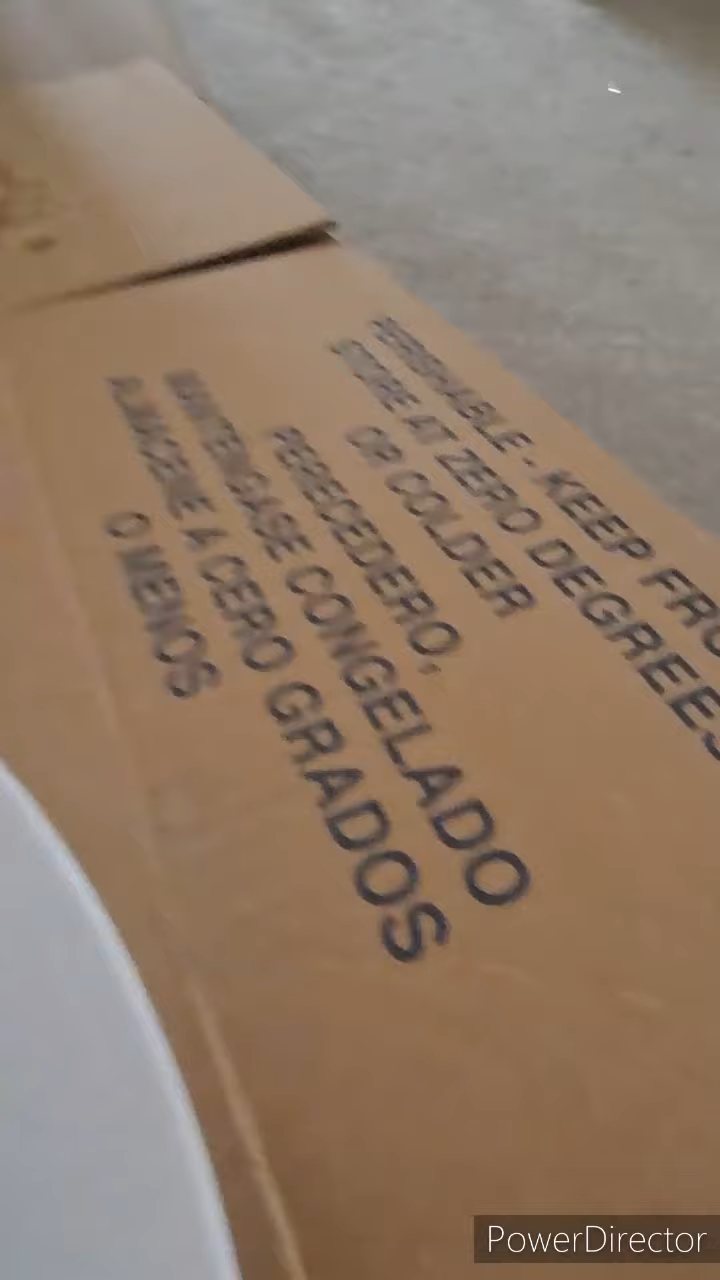 PERISHABLE - KEEP FRO
STORE AT ZERO DEGREES
OR COLDER
PERECEDERO,
MANTENGASE CONGELADO
ALMACENE A CERO GRADOS
O MENOS
PowerDirector